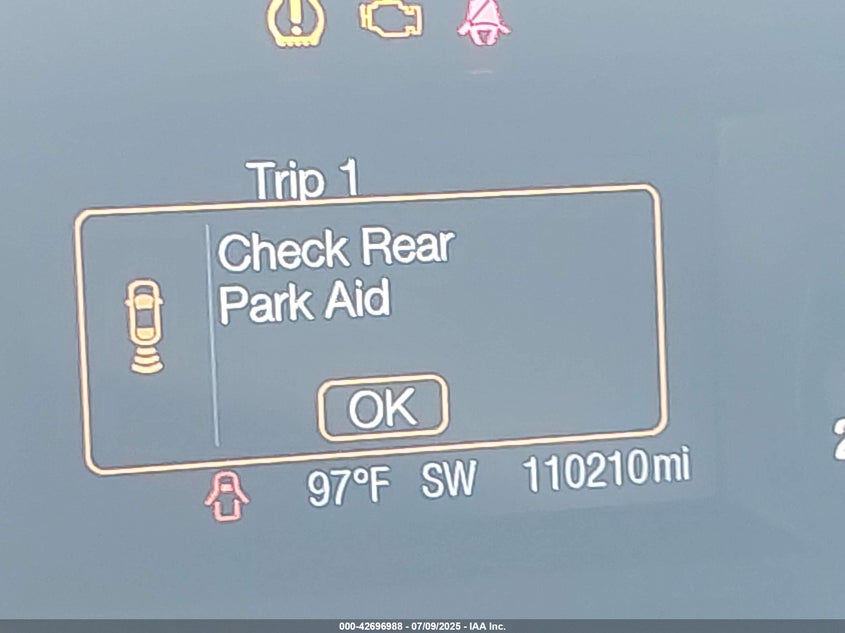 Trip 1
Check Rear
Park Aid
OK
97°F SW 110210mi
000-42696988 - 07/09/2025 - IAA Inc.